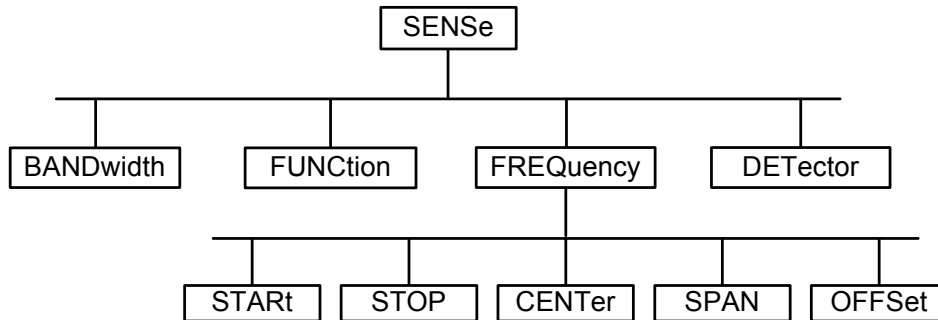 SENSe
BANDwidth FUNCtion FREQuency DETector
STARt STOP CENTer SPAN OFFSet